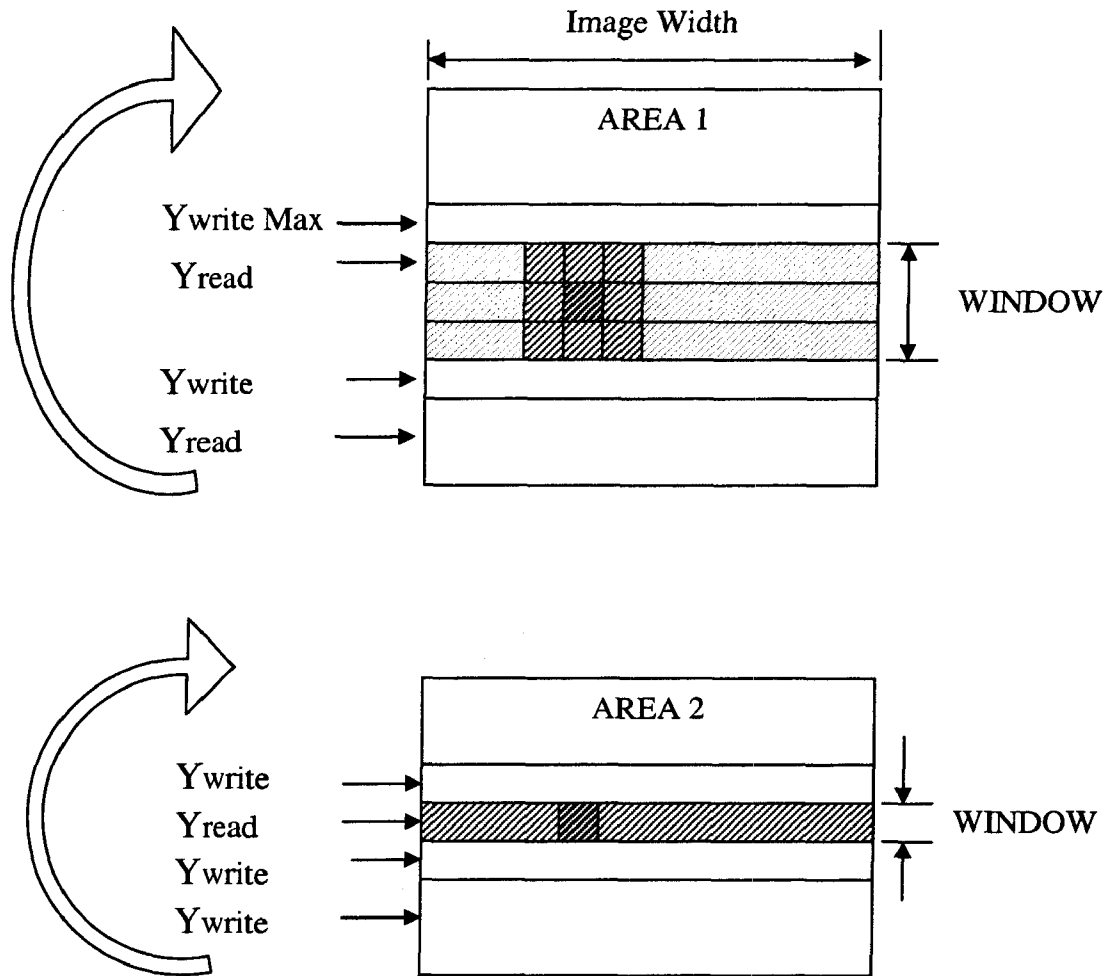 Image Width
AREA 1
Ywrite Max
Yread
WINDOW
Ywrite
Yread
AREA 2
Ywrite
Yread
WINDOW
Ywrite
Ywrite